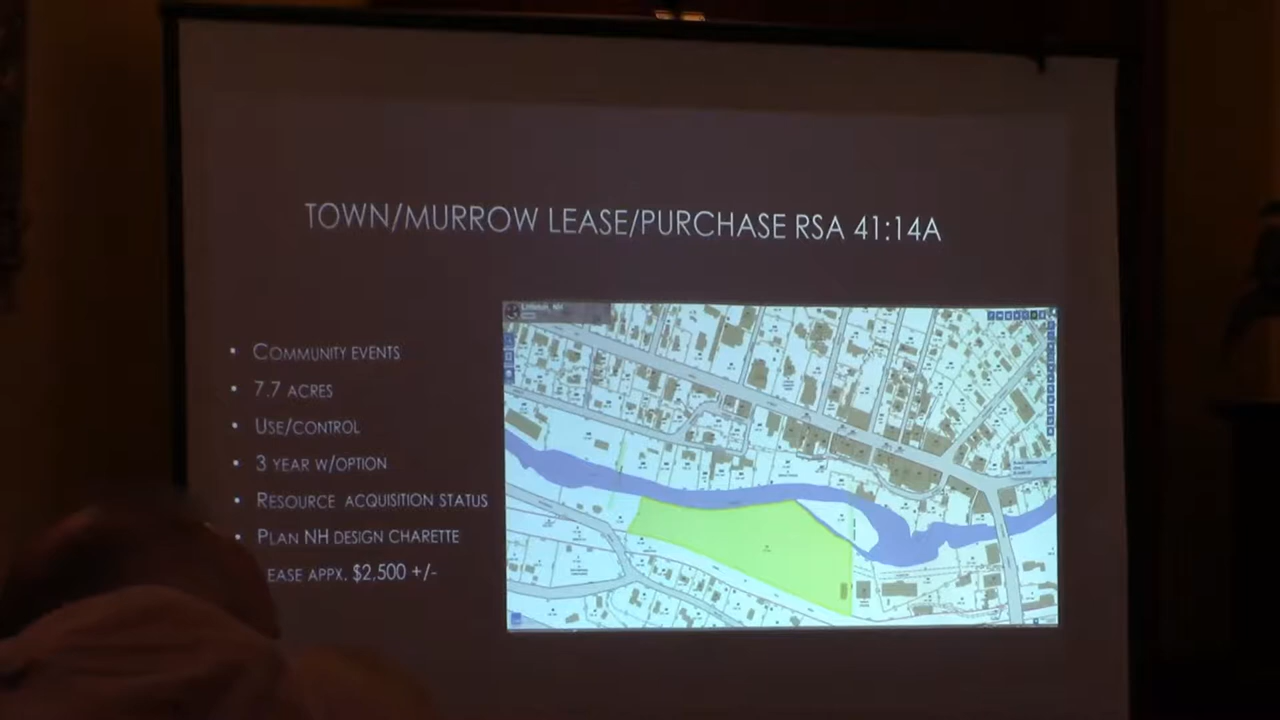 TOWN/MURROW LEASE/PURCHASE RSA 41:14A
▪ COMMUNITY EVENTS
▪ 7.7 ACRES
▪ USE/CONTROL
▪ 3 YEAR W/OPTION
▪ RESOURCE ACQUISITION STATUS
▪ PLAN NH DESIGN CHARETTE
EASE APPX. $2,500 +/-